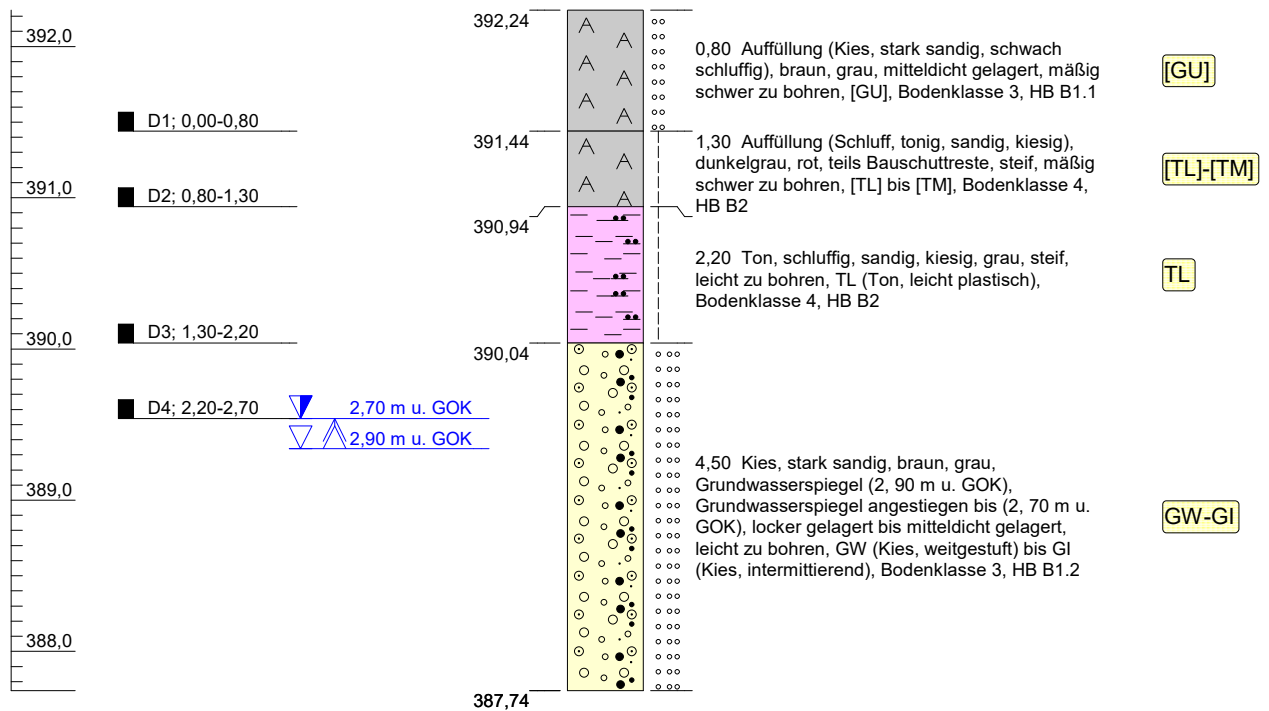 392,0
391,0
390,0
389,0
388,0
D1; 0,00-0,80
D2; 0,80-1,30
D3; 1,30-2,20
D4; 2,20-2,70
2,70 m u. GOK
2,90 m u. GOK
392,24
391,44
390,94
390,04
387,74
0,80 Auffüllung (Kies, stark sandig, schwach
schluffig), braun, grau, mitteldicht gelagert, mäßig
schwer zu bohren, [GU], Bodenklasse 3, HB B1.1
[GU]
1,30 Auffüllung (Schluff, tonig, sandig, kiesig),
dunkelgrau, rot, teils Bauschuttreste, steif, mäßig
schwer zu bohren, [TL] bis [TM], Bodenklasse 4,
HB B2
[TL]-[TM]
2,20 Ton, schluffig, sandig, kiesig, grau, steif,
leicht zu bohren, TL (Ton, leicht plastisch),
Bodenklasse 4, HB B2
TL
4,50 Kies, stark sandig, braun, grau,
Grundwasserspiegel (2, 90 m u. GOK),
Grundwasserspiegel angestiegen bis (2, 70 m u.
GOK), locker gelagert bis mitteldicht gelagert,
leicht zu bohren, GW (Kies, weitgestuft) bis GI
(Kies, intermittierend), Bodenklasse 3, HB B1.2
GW-GI